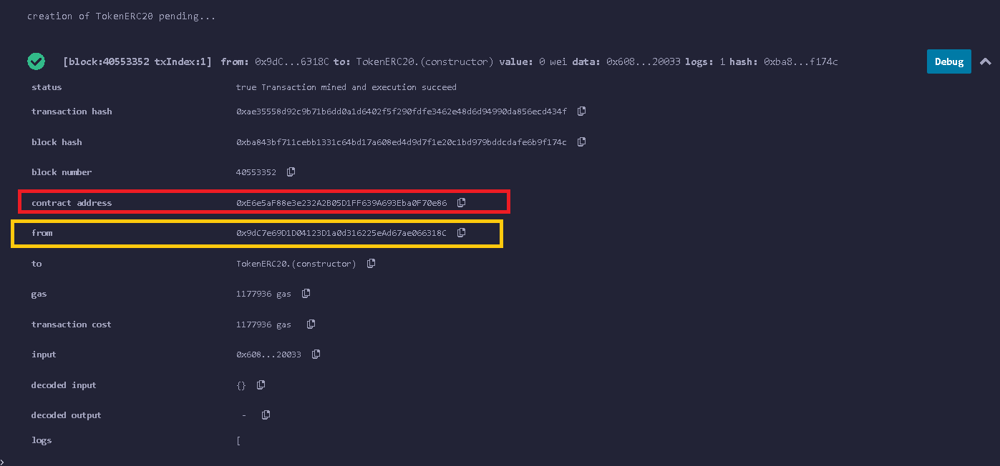 creation of TokenERC20 pending...
[block:40553352 txIndex:1] from: 0x9dC...6318C to: TokenERC20.(constructor) value: 0 wei data: 0x608...20033 logs: 1 hash: 0xba8...f174c Debug
status true Transaction mined and execution succeed
transaction hash 0xae35558d92c9b71b6dd0a1d6402f5f290fdfe3462e48d6d94990da856ecd434f
block hash 0xba843bf711cebb1331c64bd17a608ed4d9d7f1e20c1bd979bddcdafe6b9f174c
block number 40553352
contract address 0xE6e5aF88e3e232A2B05D1FF639A693Eba0F70e86
from 0x9dC7e69D1D04123D1a0d316225eAd67ae066318C
to TokenERC20.(constructor)
gas 1177936 gas
transaction cost 1177936 gas
input 0x608...20033
decoded input {}
decoded output -
logs [
>